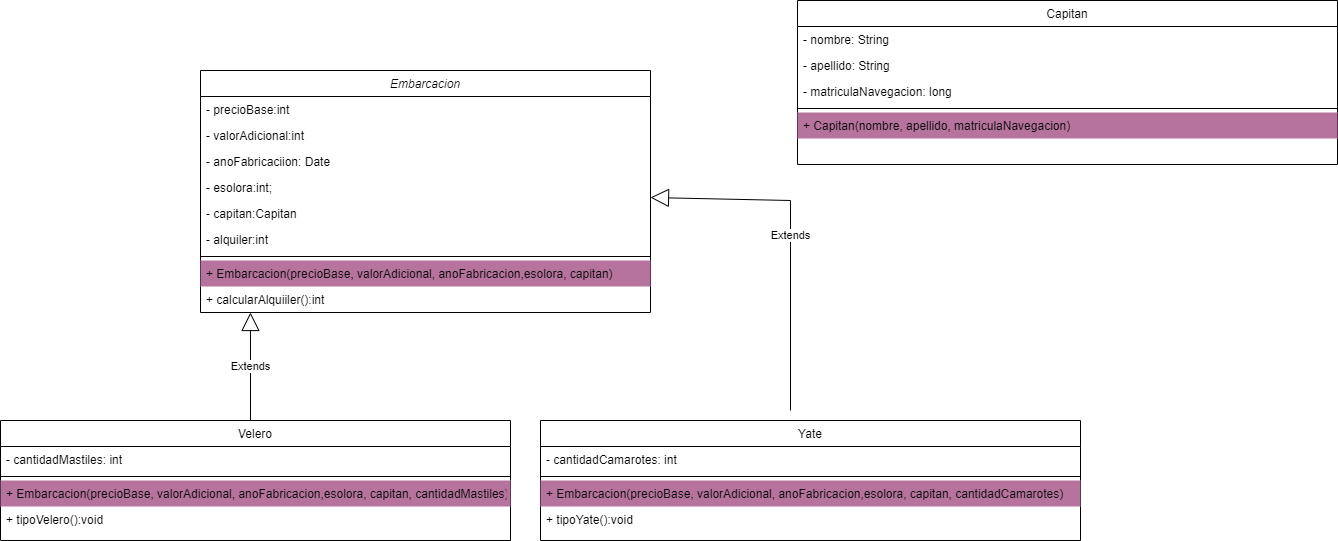 Capitan
- nombre: String
- apellido: String
- matriculaNavegacion: long
+ Capitan(nombre, apellido, matriculaNavegacion)
Embarcacion
- precioBase:int
- valorAdicional:int
- anoFabricaciion: Date
- esolora:int;
- capitan:Capitan
- alquiler:int
+ Embarcacion(precioBase, valorAdicional, anoFabricacion,esolora, capitan)
+ calcularAlquiiler():int
Extends
Extends
Velero
- cantidadMastiles: int
+ Embarcacion(precioBase, valorAdicional, anoFabricacion,esolora, capitan, cantidadMastiles)
+ tipoVelero():void
Yate
- cantidadCamarotes: int
+ Embarcacion(precioBase, valorAdicional, anoFabricacion,esolora, capitan, cantidadCamarotes)
+ tipoYate():void